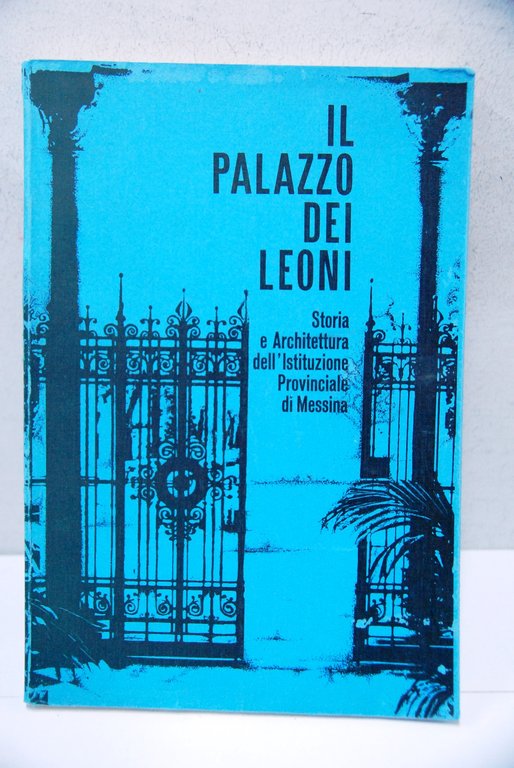 IL
PALAZZO
DEI
LEONI
Storia
e Architettura
dell'Istituzione
Provinciale
di Messina